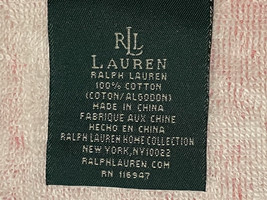 RLL
LAUREN
RALPH LAUREN
100% COTTON
(COTON/ALGODON)
MADE IN CHINA
FABRIQUE AUX CHINE
HECHO EN CHINA
RALPH LAUREN HOME COLLECTION
NEW YORK, NY10022
RALPHLAUREN.COM
RN 116947